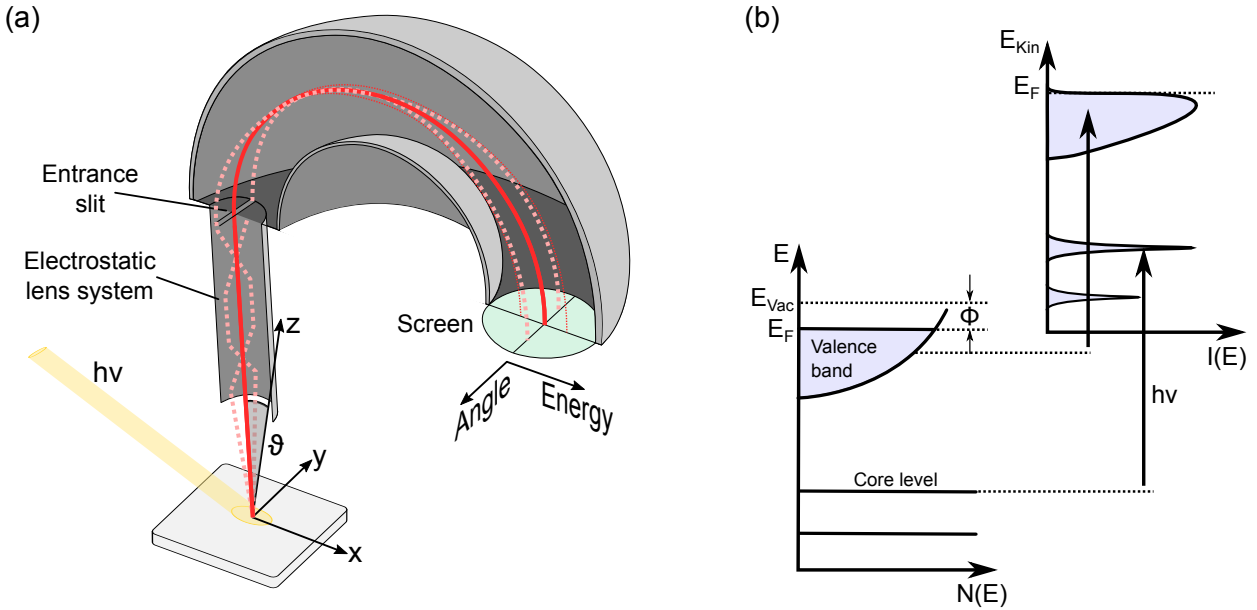 (a)
Entrance
slit
Electrostatic
lens system
Screen
hν
z
ϑ
y
x
Angle
Energy
(b)
E_Kin
E_F
I(E)
hν
E
E_Vac
Φ
E_F
Valence
band
Core level
N(E)